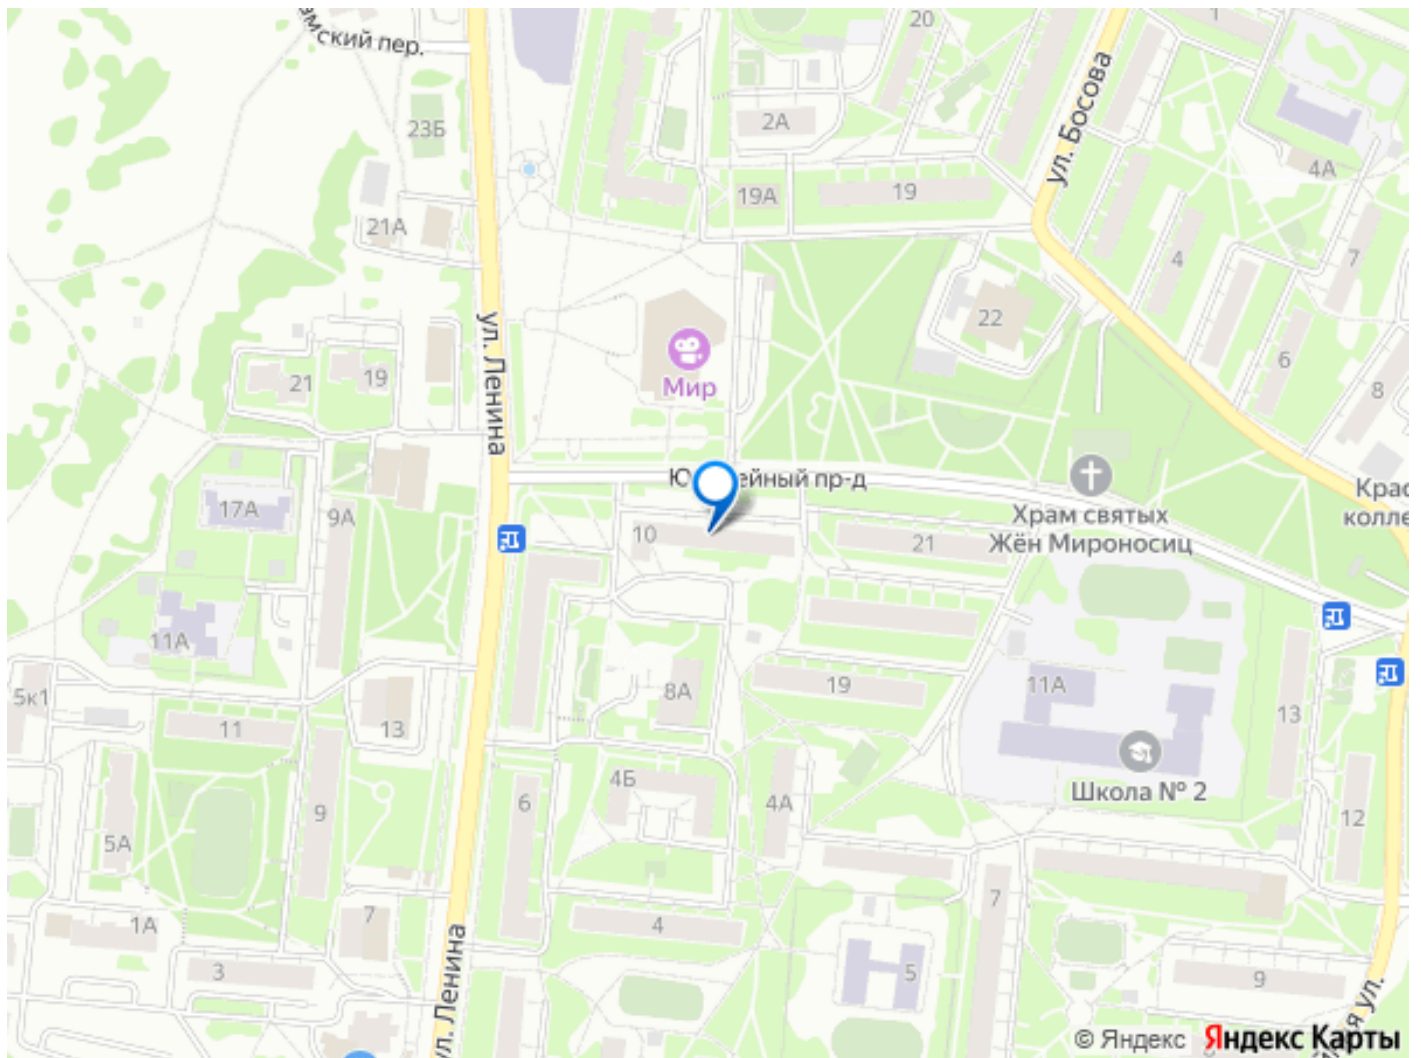 мский пер.
20
1
ул. Босова
23Б
2А
4А
19А
19
21А
4
7
22
ул. Ленина
6
21
19
Мир
8
ейный пр-д
17А
9А
Храм святых
Жён Мироносиц
10
21
11А
5к1
8А
19
11А
13
11
13
Школа № 2
4Б
6
4А
12
5А
9
7
1А
7
4
ул. Ленина
3
5
9
я ул.
© Яндекс
Яндекс Карты